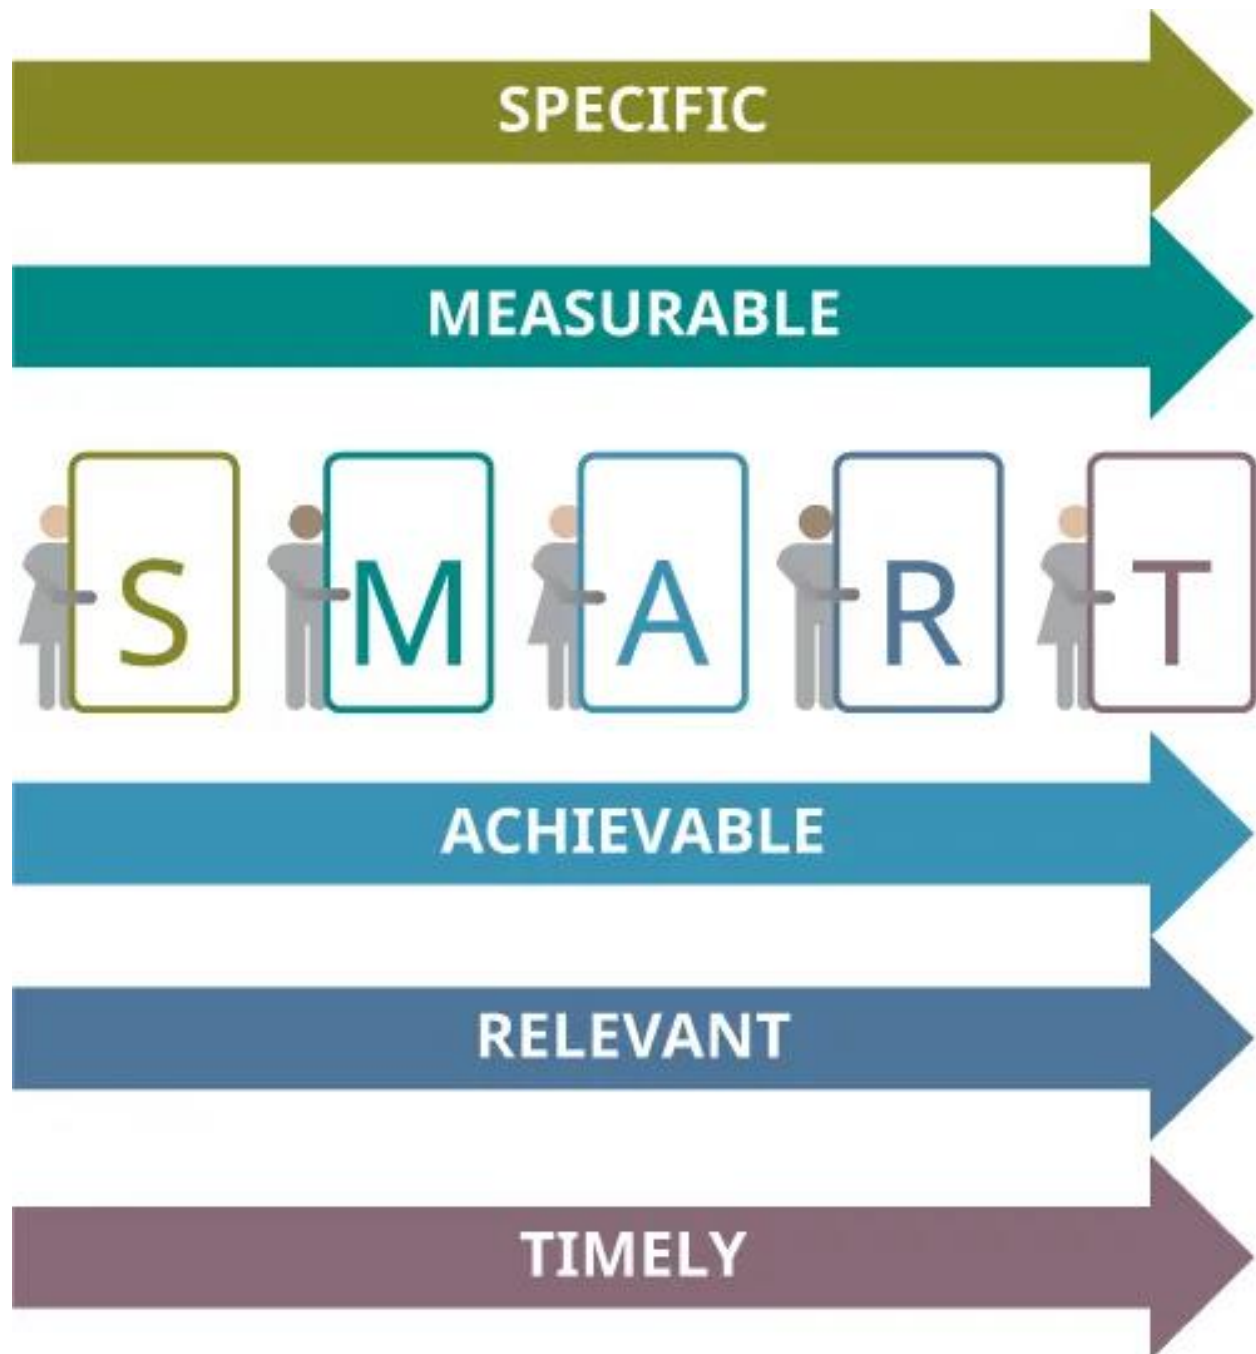 SPECIFIC
MEASURABLE
S M A R T
ACHIEVABLE
RELEVANT
TIMELY